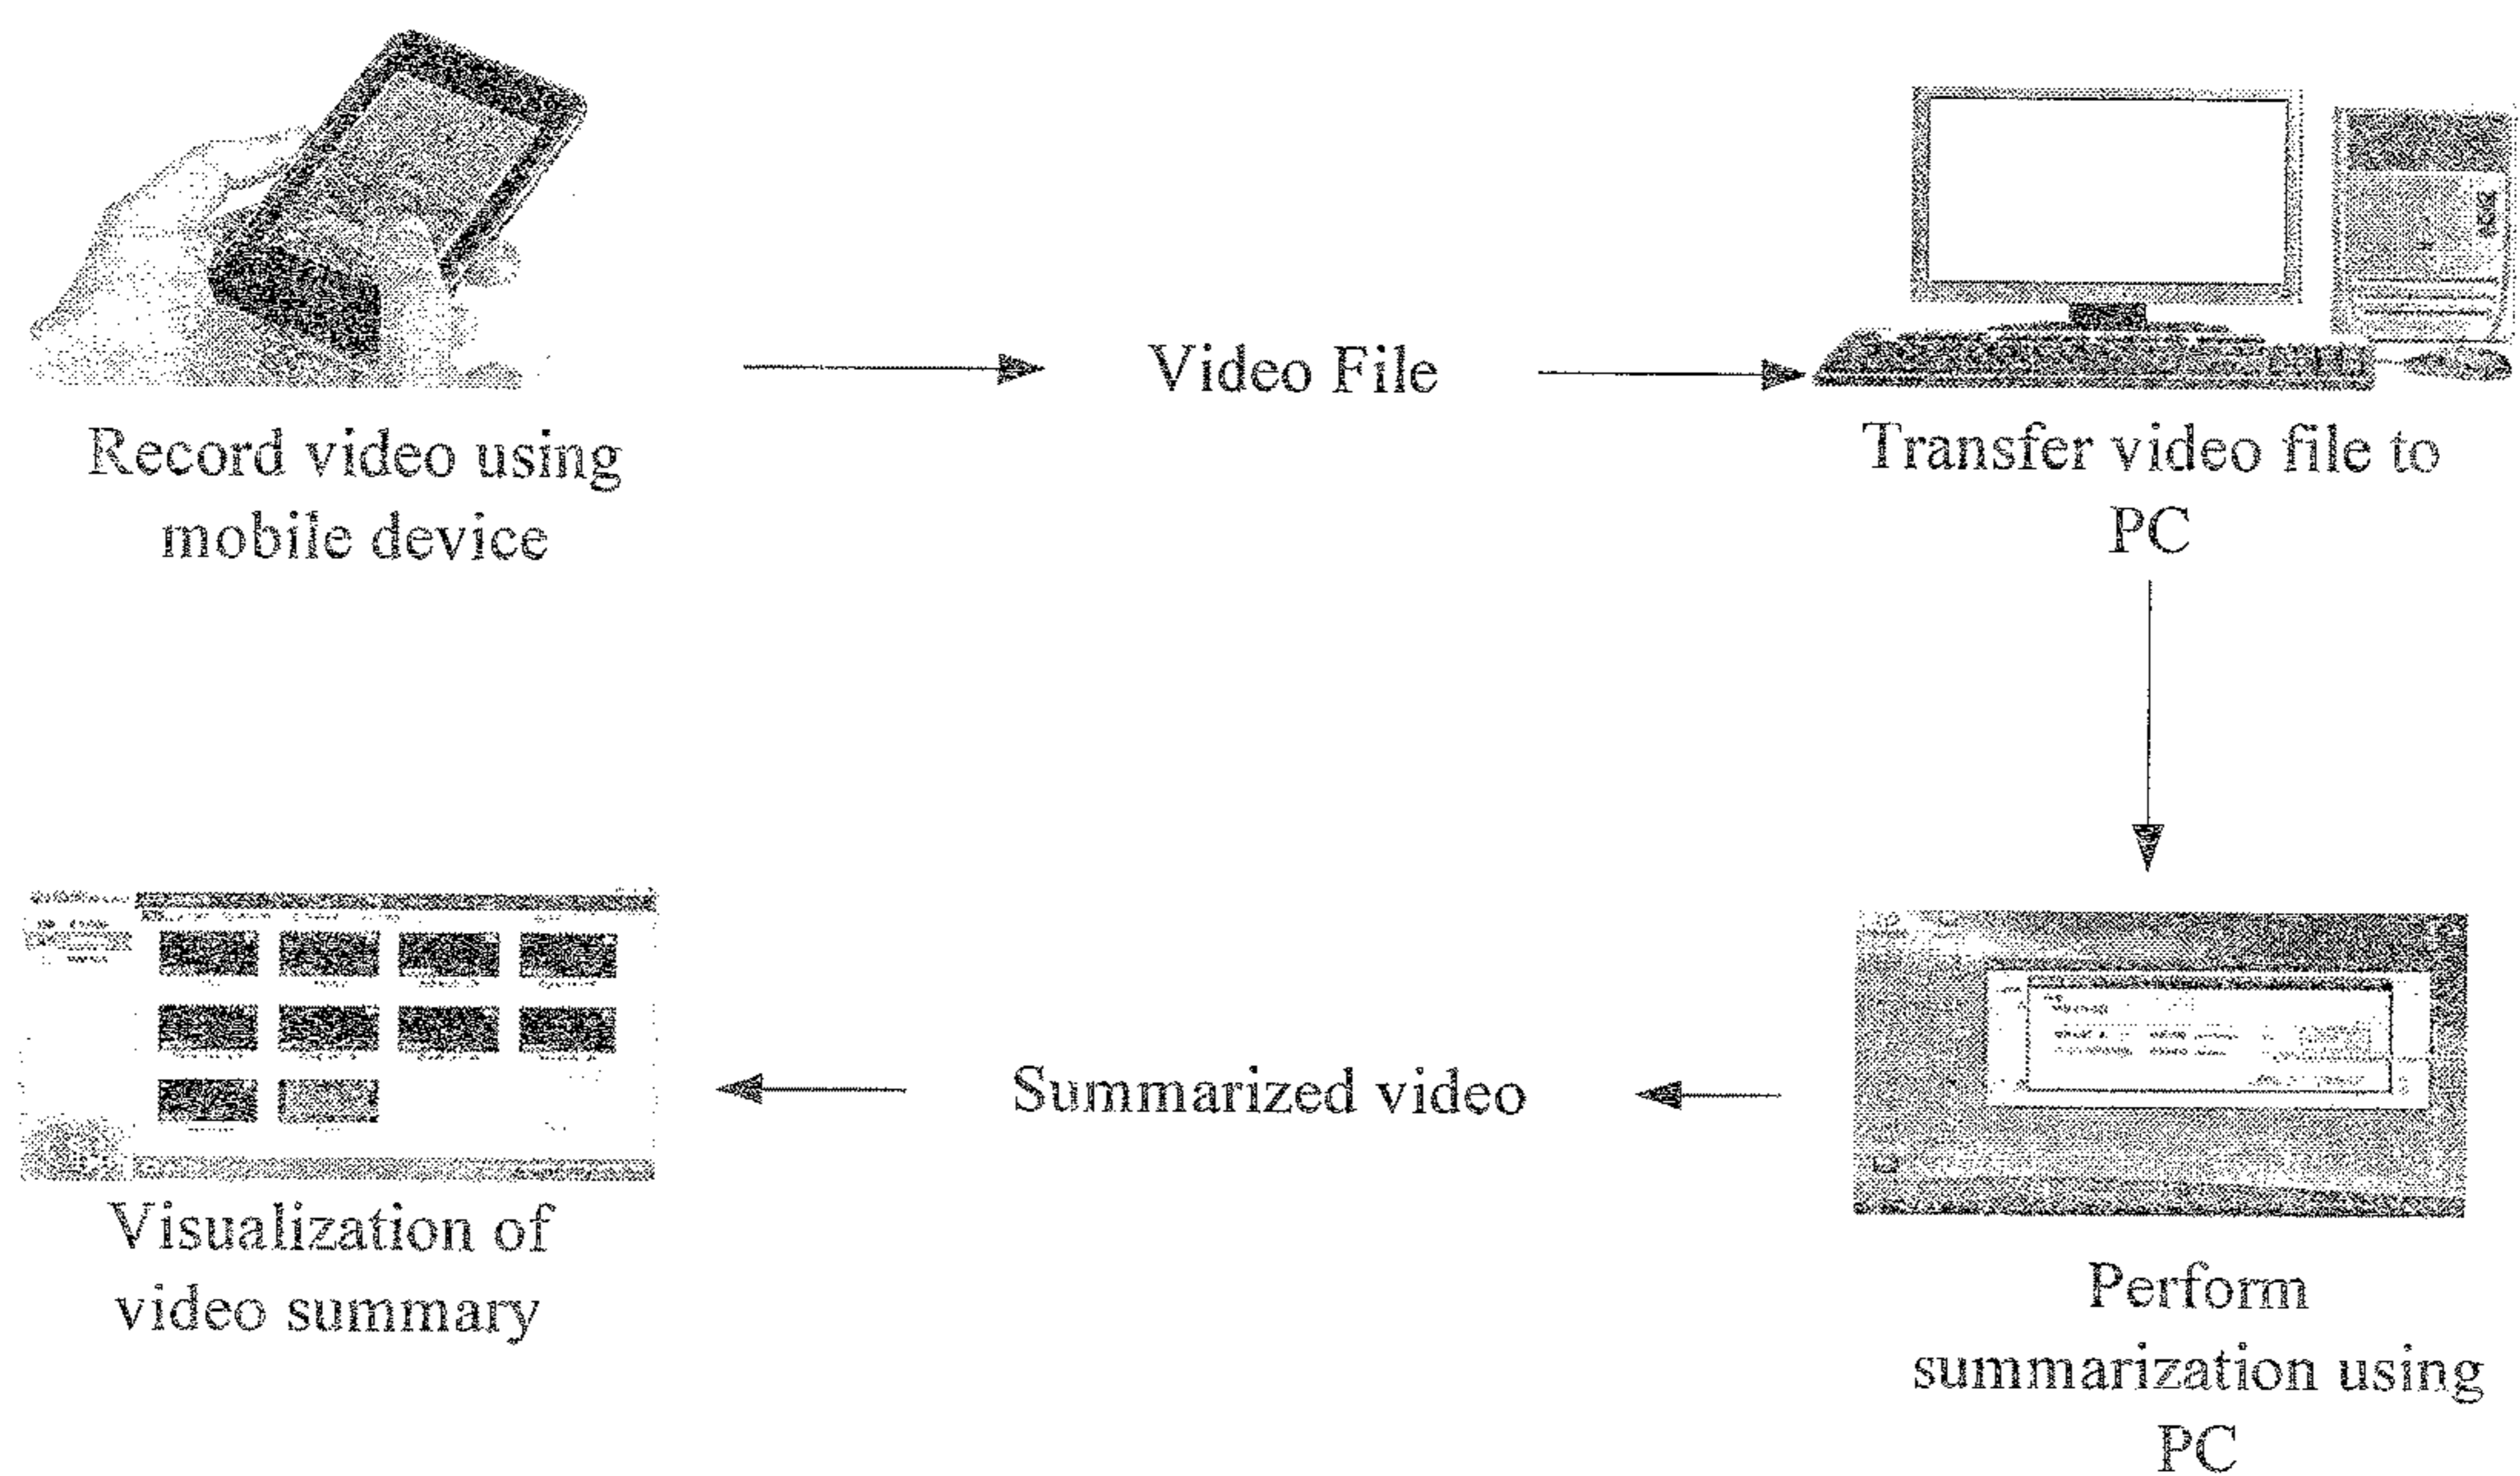 Record video using
mobile device
Video File
Transfer video file to
PC
Perform
summarization using
PC
Summarized video
Visualization of
video summary